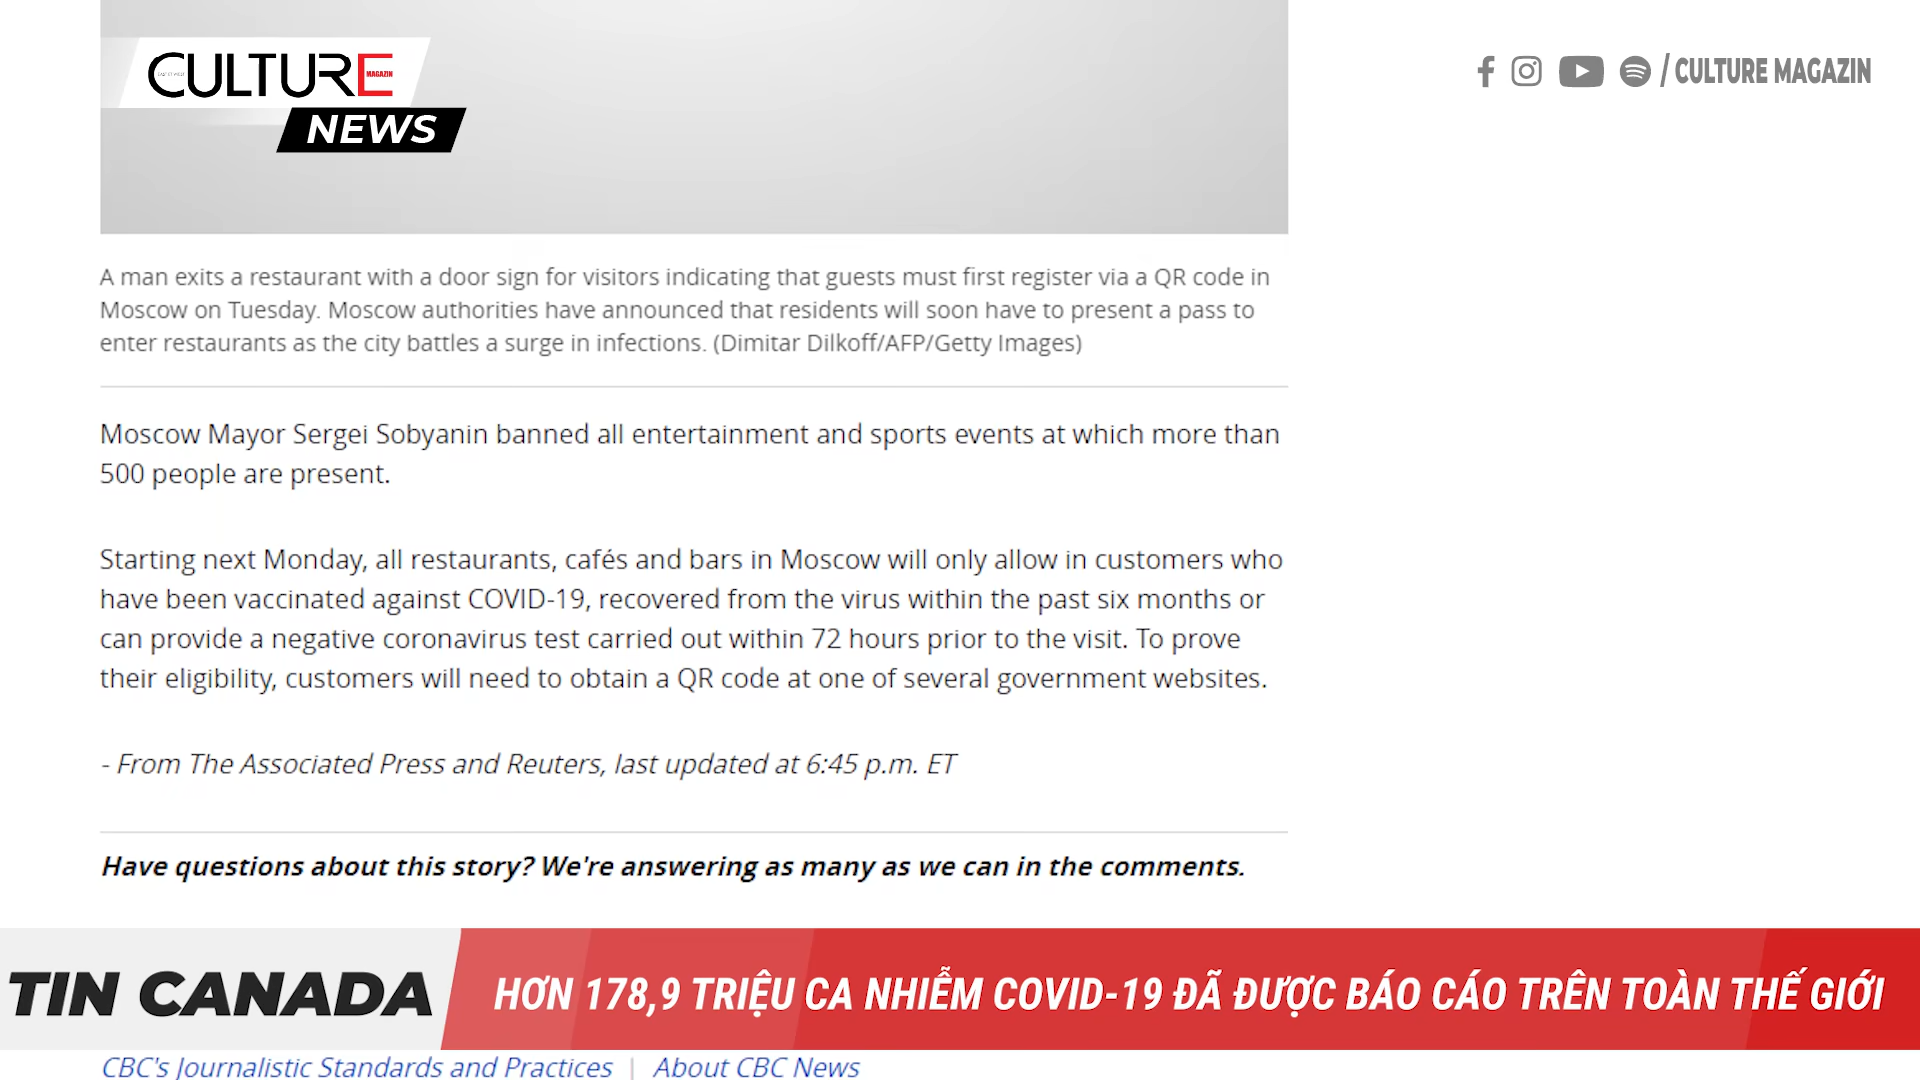 CULTURE
MAGAZIN
NEWS
/ CULTURE MAGAZIN
A man exits a restaurant with a door sign for visitors indicating that guests must first register via a QR code in
Moscow on Tuesday. Moscow authorities have announced that residents will soon have to present a pass to
enter restaurants as the city battles a surge in infections. (Dimitar Dilkoff/AFP/Getty Images)
Moscow Mayor Sergei Sobyanin banned all entertainment and sports events at which more than
500 people are present.
Starting next Monday, all restaurants, cafés and bars in Moscow will only allow in customers who
have been vaccinated against COVID-19, recovered from the virus within the past six months or
can provide a negative coronavirus test carried out within 72 hours prior to the visit. To prove
their eligibility, customers will need to obtain a QR code at one of several government websites.
- From The Associated Press and Reuters, last updated at 6:45 p.m. ET
Have questions about this story? We're answering as many as we can in the comments.
TIN CANADA
HƠN 178,9 TRIỆU CA NHIỄM COVID-19 ĐÃ ĐƯỢC BÁO CÁO TRÊN TOÀN THẾ GIỚI
CBC's Journalistic Standards and Practices | About CBC News